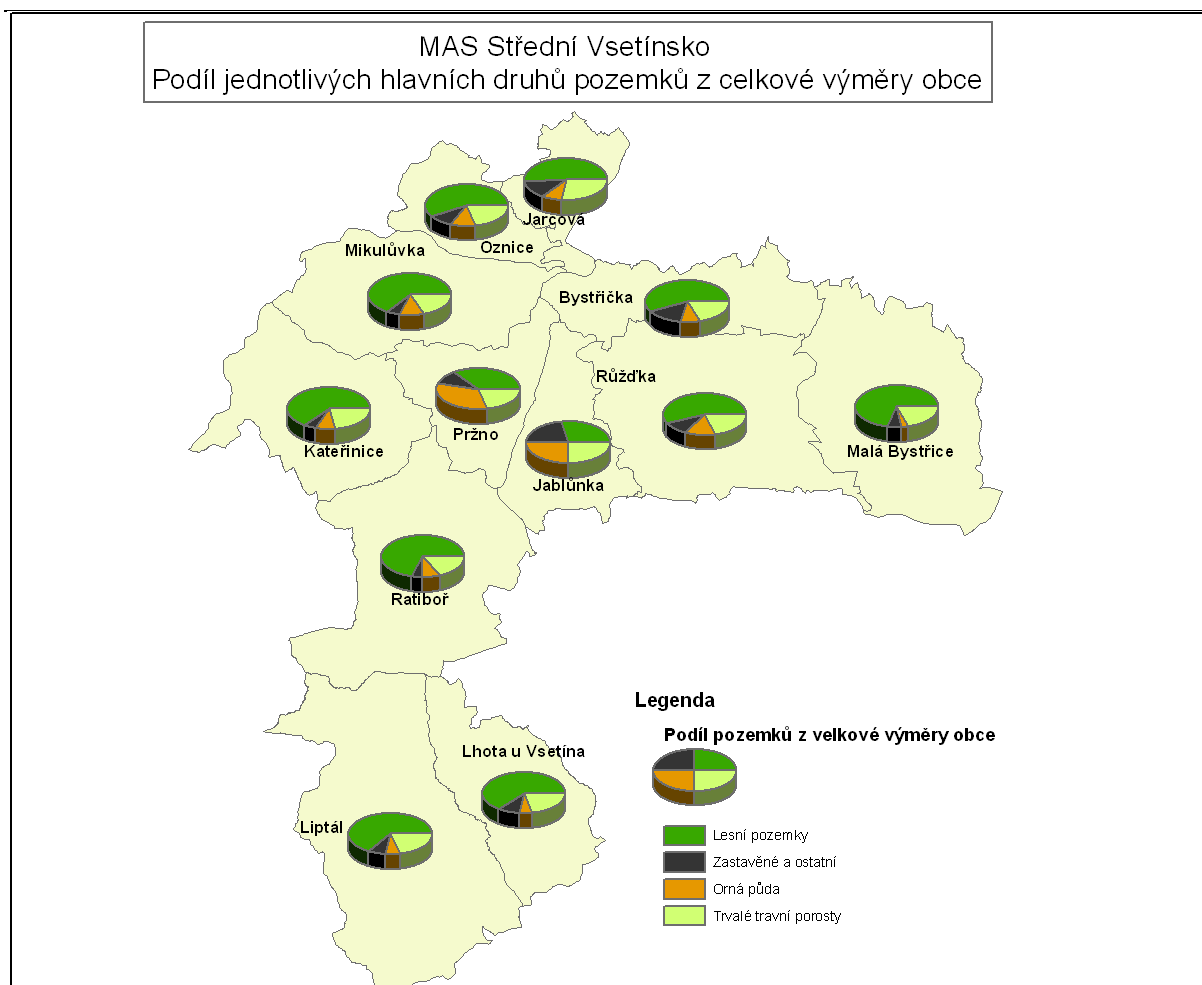 MAS Střední Vsetínsko
Podíl jednotlivých hlavních druhů pozemků z celkové výměry obce
Jarcová
Oznice
Mikulůvka
Bystřička
Růžďka
Pržno
Kateřinice
Malá Bystřice
Jablůnka
Ratiboř
Lhota u Vsetína
Liptál
Legenda
Podíl pozemků z velkové výměry obce
Lesní pozemky
Zastavěné a ostatní
Orná půda
Trvalé travní porosty